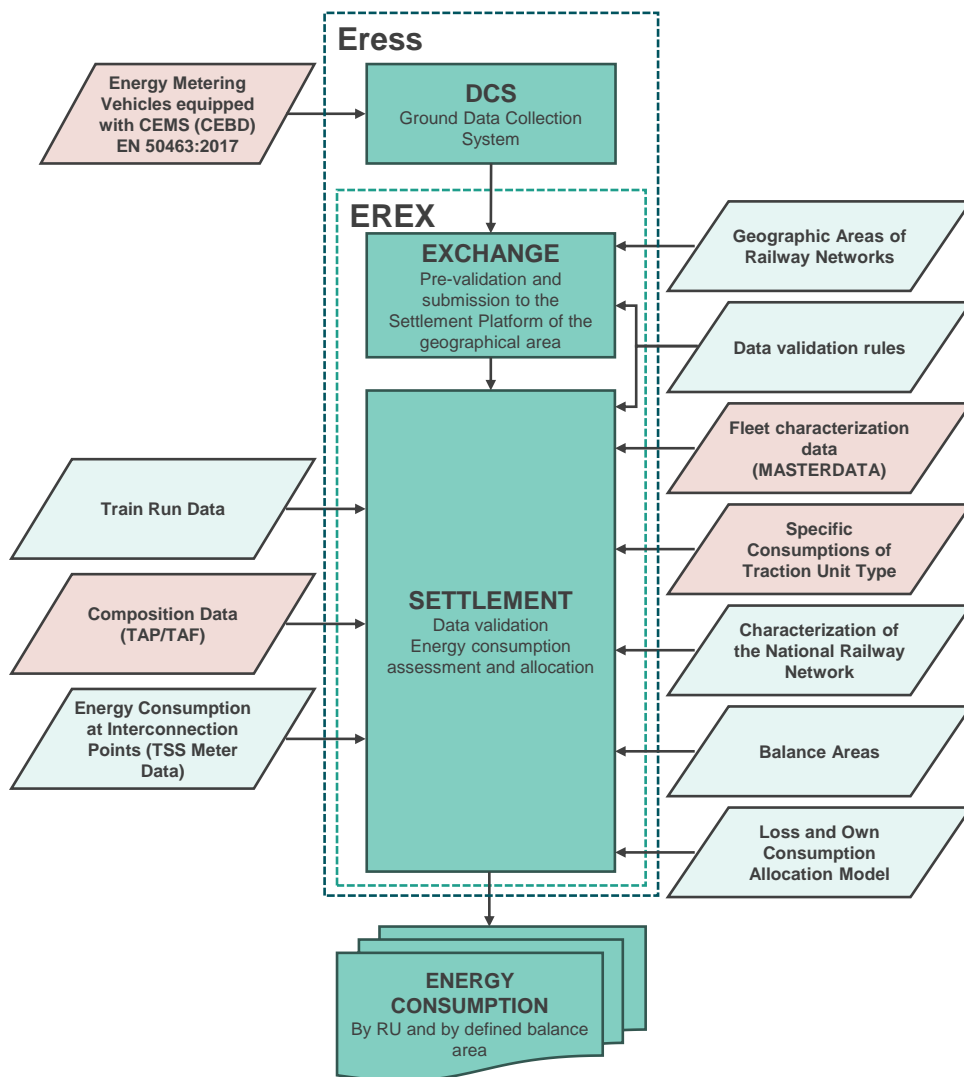 Eress
Energy Metering
Vehicles equipped
with CEMS (CEBD)
EN 50463:2017
DCS
Ground Data Collection
System
EREX
EXCHANGE
Pre-validation and
submission to the
Settlement Platform of the
geographical area
Geographic Areas of
Railway Networks
Data validation rules
Fleet characterization
data
(MASTERDATA)
Train Run Data
Specific
Consumptions of
Traction Unit Type
SETTLEMENT
Data validation
Energy consumption
assessment and allocation
Composition Data
(TAP/TAF)
Characterization of
the National Railway
Network
Energy Consumption
at Interconnection
Points (TSS Meter
Data)
Balance Areas
Loss and Own
Consumption
Allocation Model
ENERGY
CONSUMPTION
By RU and by defined balance
area